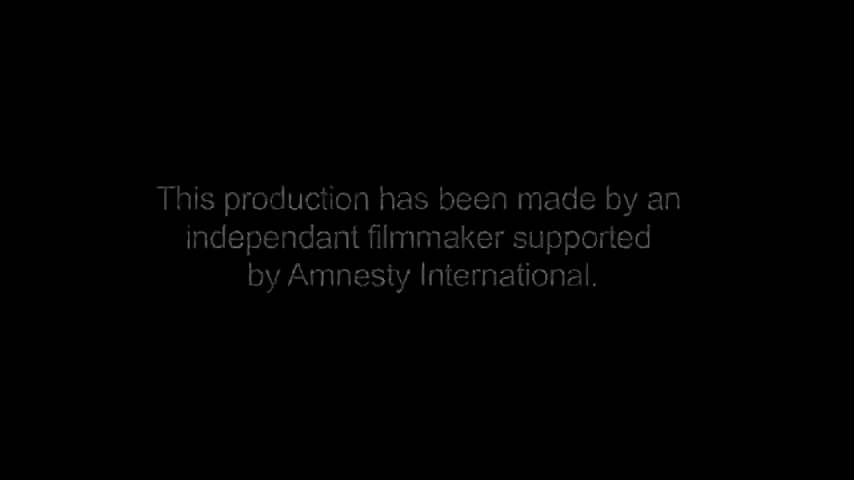 This production has been made by an
independant filmmaker supported
by Amnesty International.